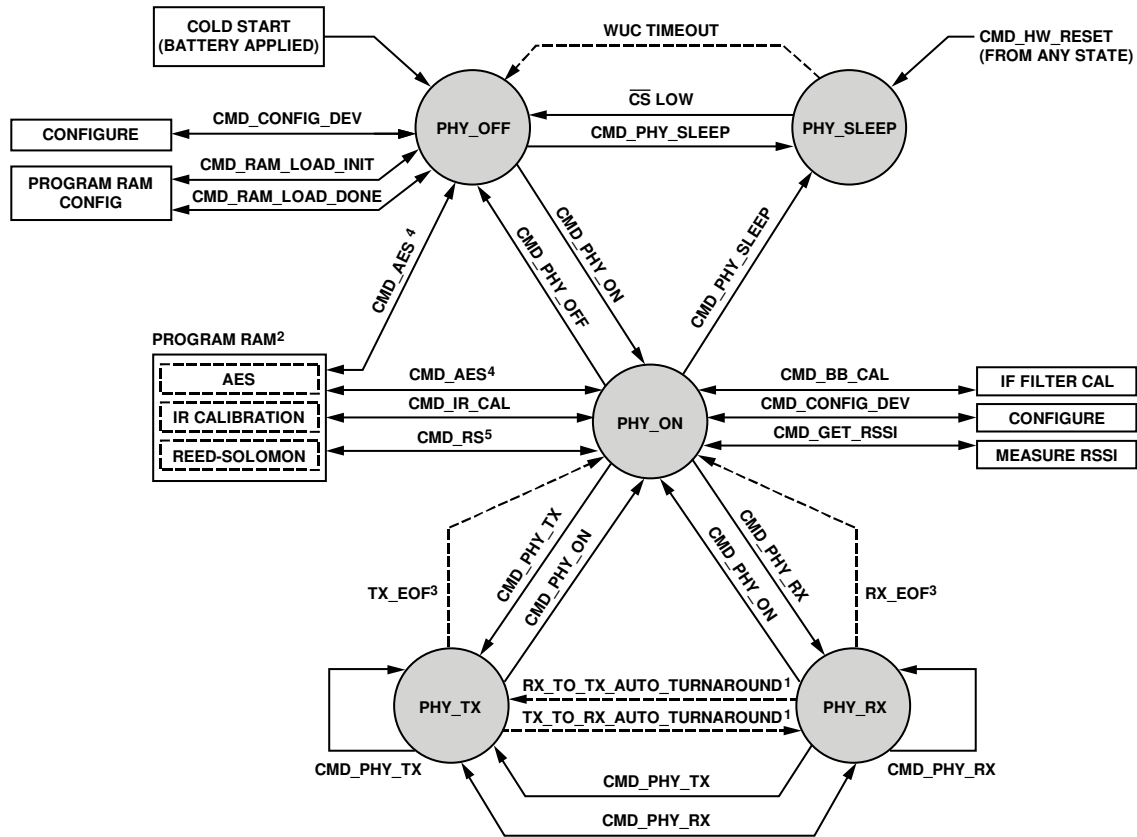 COLD START
(BATTERY APPLIED)
WUC TIMEOUT
CMD_HW_RESET
(FROM ANY STATE)
CS LOW
CMD_PHY_SLEEP
PHY_OFF
PHY_SLEEP
CONFIGURE
CMD_CONFIG_DEV
PROGRAM RAM
CONFIG
CMD_RAM_LOAD_INIT
CMD_RAM_LOAD_DONE
CMD_AES⁴
CMD_PHY_OFF
CMD_PHY_ON
CMD_PHY_SLEEP
PROGRAM RAM²
AES
IR CALIBRATION
REED-SOLOMON
CMD_AES⁴
CMD_IR_CAL
CMD_RS⁵
PHY_ON
CMD_BB_CAL
CMD_CONFIG_DEV
CMD_GET_RSSI
IF FILTER CAL
CONFIGURE
MEASURE RSSI
TX_EOF³
CMD_PHY_TX
CMD_PHY_ON
CMD_PHY_ON
CMD_PHY_RX
RX_EOF³
PHY_TX
RX_TO_TX_AUTO_TURNAROUND¹
TX_TO_RX_AUTO_TURNAROUND¹
PHY_RX
CMD_PHY_TX
CMD_PHY_TX
CMD_PHY_RX
CMD_PHY_RX